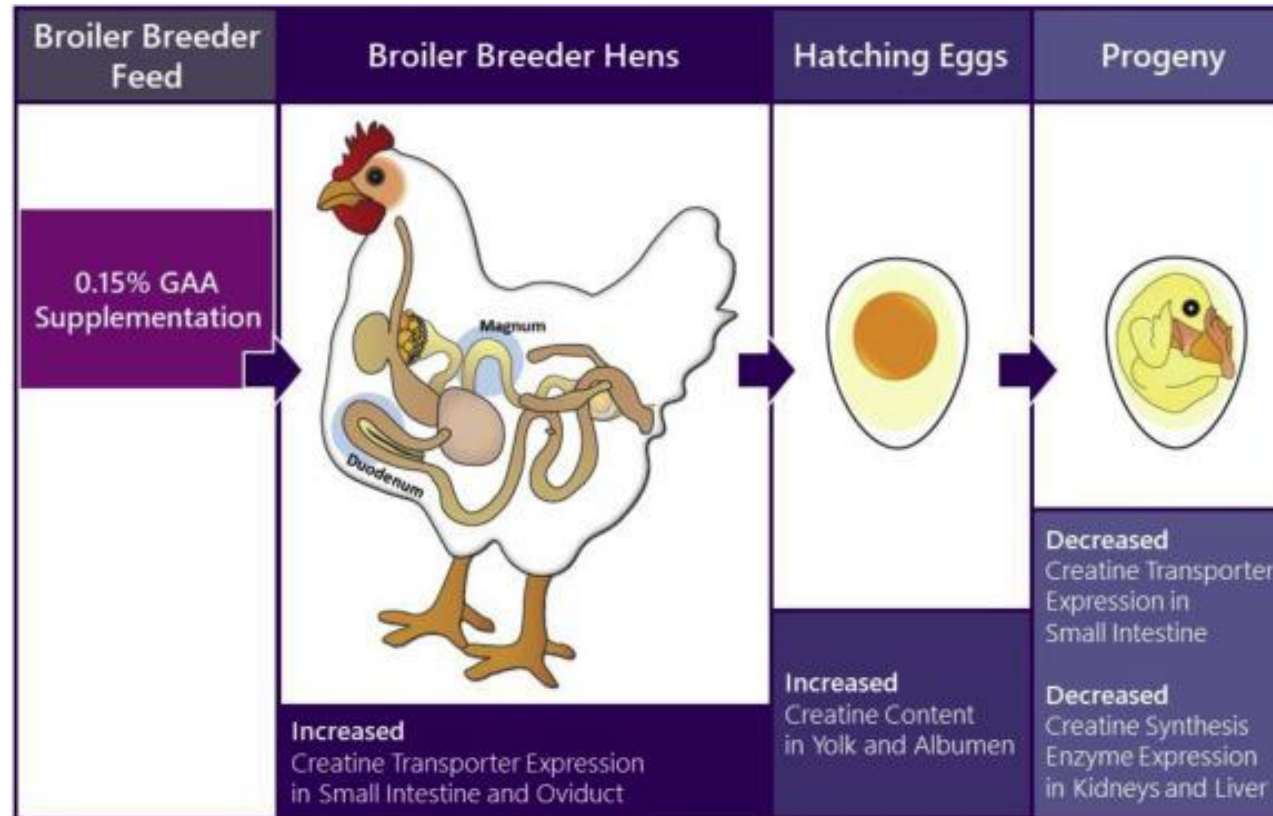 Broiler Breeder
Feed
Broiler Breeder Hens
Hatching Eggs
Progeny
0.15% GAA
Supplementation
Magnum
Duodenum
Increased
Creatine Transporter Expression
in Small Intestine and Oviduct
Increased
Creatine Content
in Yolk and Albumen
Decreased
Creatine Transporter
Expression in
Small Intestine
Decreased
Creatine Synthesis
Enzyme Expression
in Kidneys and Liver